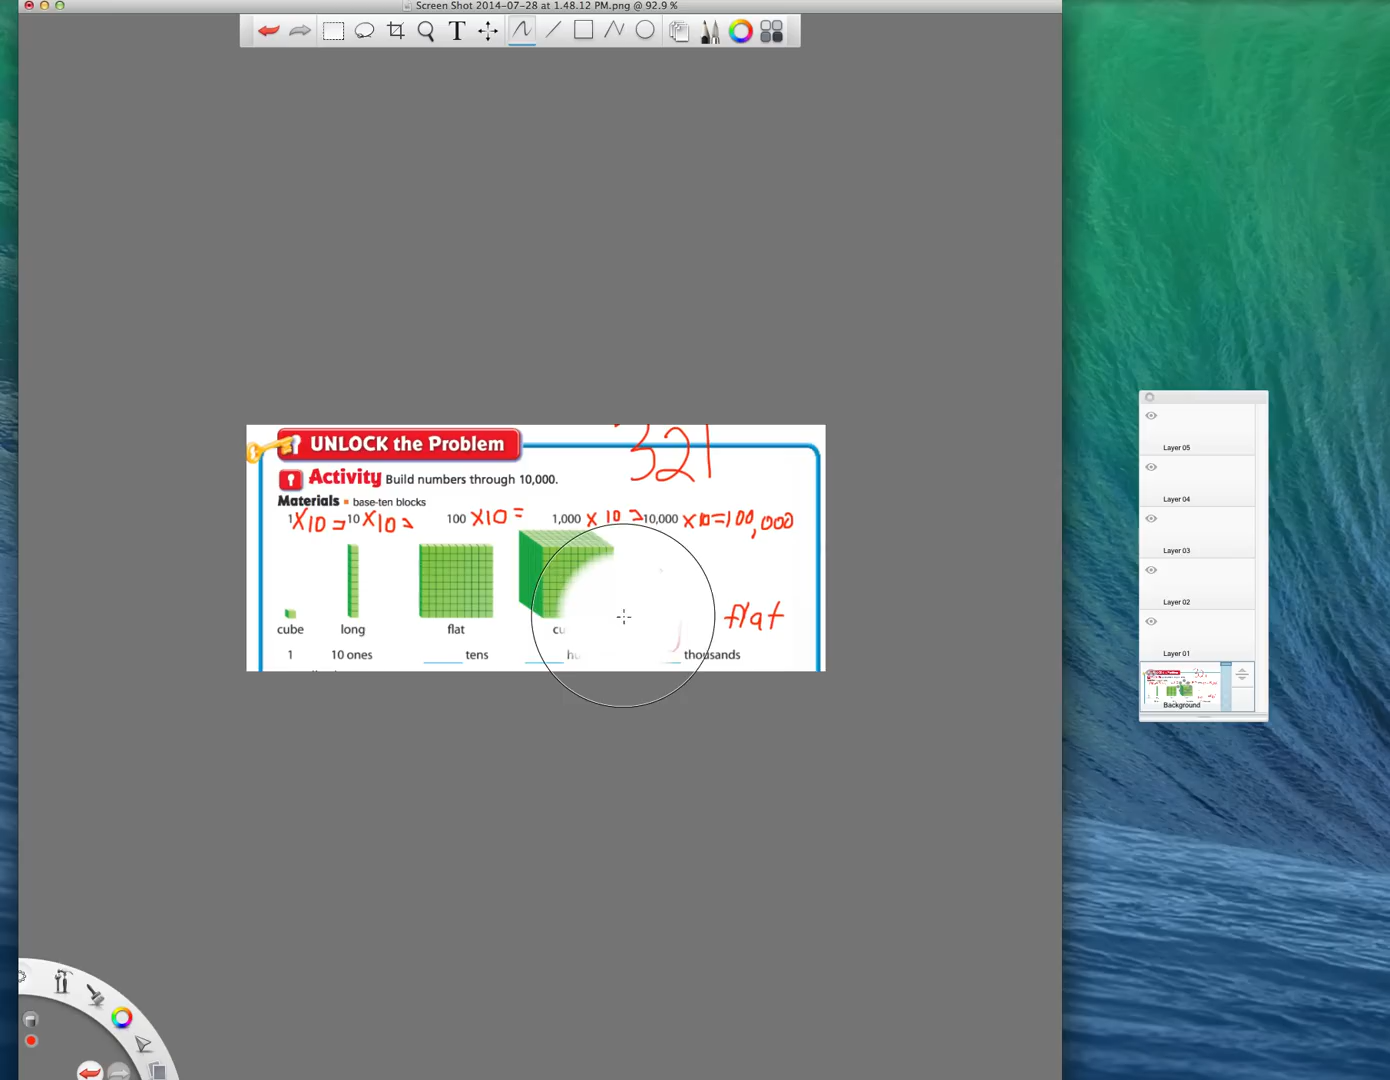 Screen Shot 2014-07-28 at 1.48.12 PM.png @ 92.9 %
T
UNLOCK the Problem
321
Activity Build numbers through 10,000.
Materials ▪ base-ten blocks
1 X10 = 10 X10 = 100 X10 = 1,000 X 10 = 10,000 X10=100,000
flat
cube long flat
1 10 ones ___ tens ___ thousands
Layer 05
Layer 04
Layer 03
Layer 02
Layer 01
Background